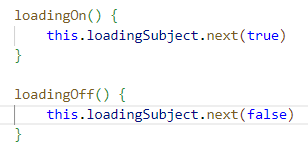 loadingOn() {
    this.loadingSubject.next(true)
}

loadingOff() {
    this.loadingSubject.next(false)
}